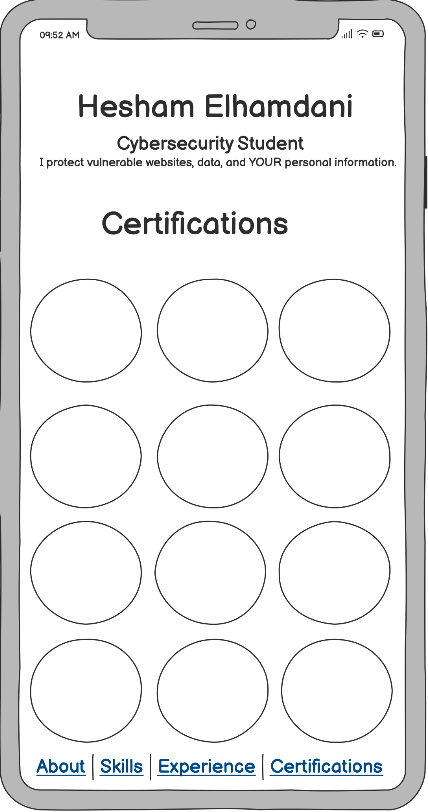 09:52 AM
Hesham Elhamdani
Cybersecurity Student
I protect vulnerable websites, data, and YOUR personal information.
Certifications
About | Skills | Experience | Certifications